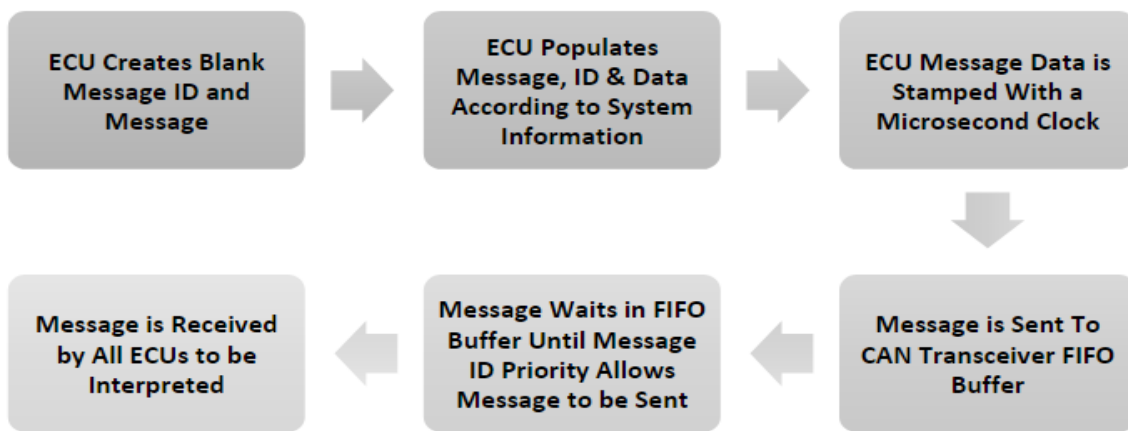 ECU Creates Blank
Message ID and
Message
ECU Populates
Message, ID & Data
According to System
Information
ECU Message Data is
Stamped With a
Microsecond Clock
Message is Sent To
CAN Transceiver FIFO
Buffer
Message Waits in FIFO
Buffer Until Message
ID Priority Allows
Message to be Sent
Message is Received
by All ECUs to be
Interpreted